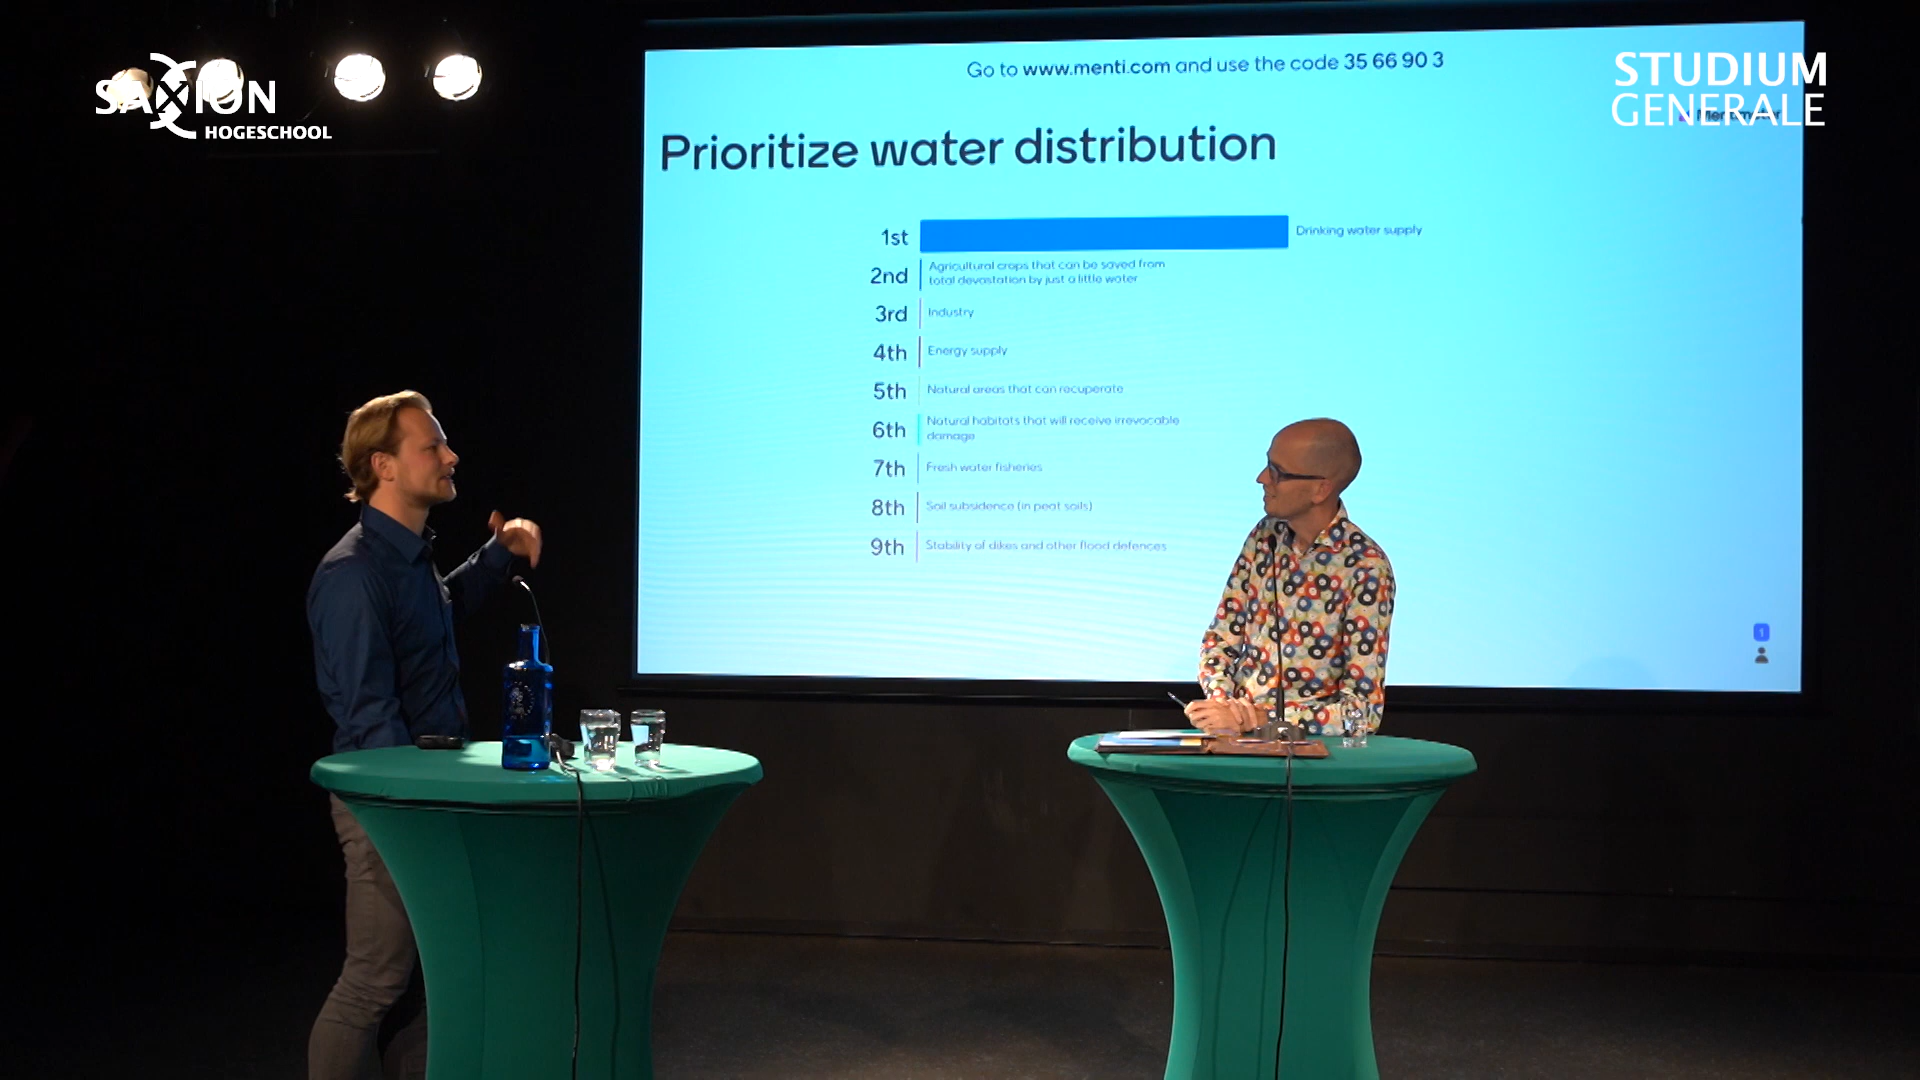 SAXION
HOGESCHOOL
STUDIUM
GENERALE
Go to www.menti.com and use the code 35 66 90 3
Mentimeter
Prioritize water distribution
1st
Drinking water supply
2nd
Agricultural crops that can be saved from
total devastation by just a little water
3rd
Industry
4th
Energy supply
5th
Natural areas that can recuperate
6th
Natural habitats that will receive irrevocable
damage
7th
Fresh water fisheries
8th
Soil subsidence (in peat soils)
9th
Stability of dikes and other flood defences
1